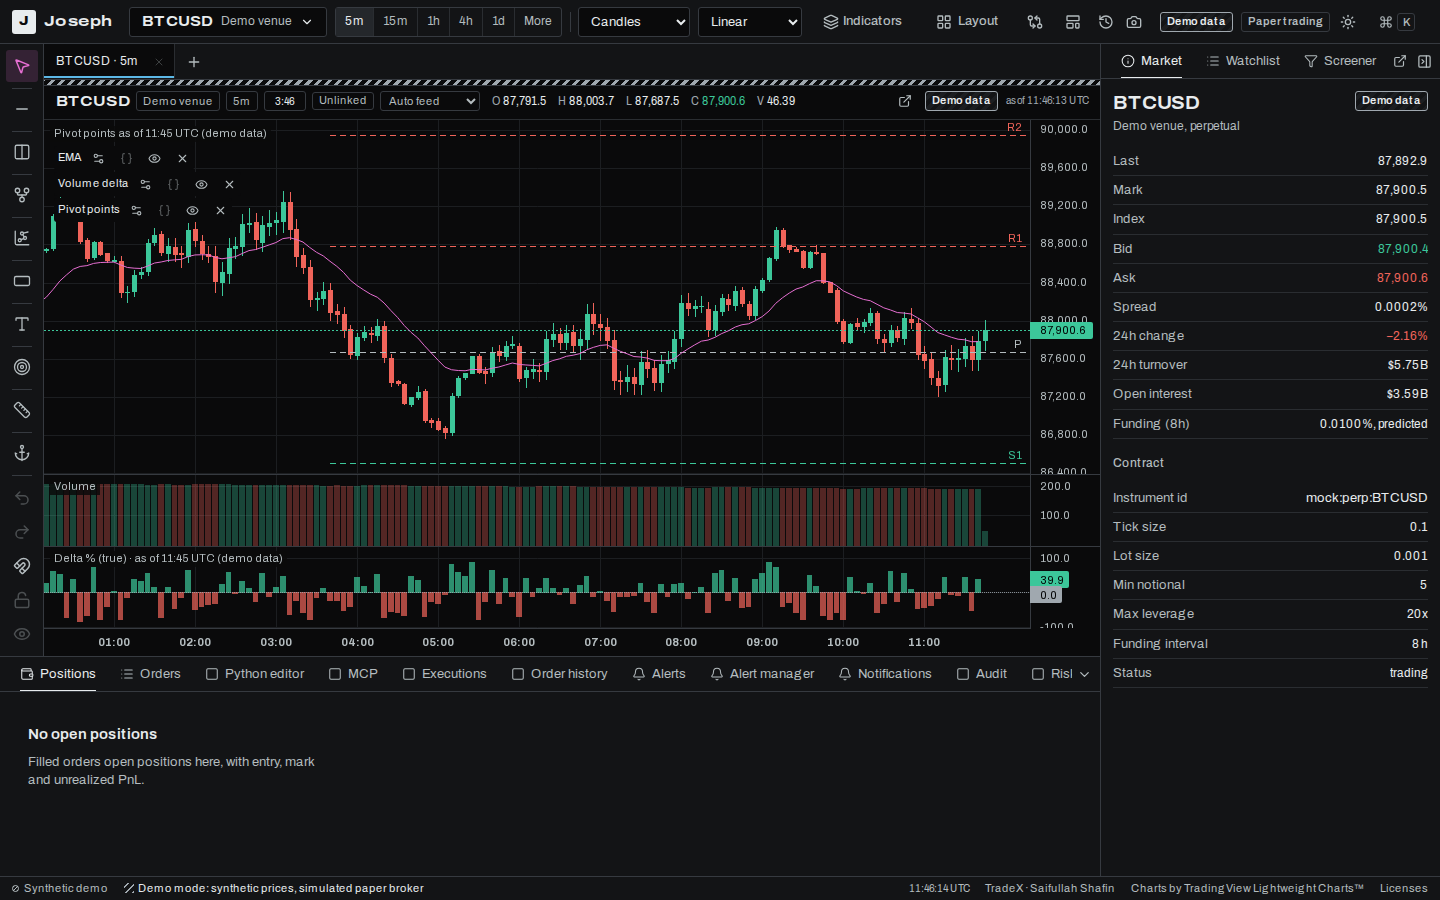 J Joseph BTCUSD Demo venue 5m 15m 1h 4h 1d More Candles Linear Indicators Layout Demo data Paper trading ⌘ K
BTCUSD · 5m × +
BTCUSD Demo venue 5m 3:46 Unlinked Auto feed O 87,791.5 H 88,003.7 L 87,687.5 C 87,900.6 V 46.39 Demo data as of 11:46:13 UTC
Pivot points as of 11:45 UTC (demo data)
EMA
Volume delta
Pivot points
R2
R1
P
S1
90,000.0
89,600.0
89,200.0
88,800.0
88,400.0
88,000.0
87,900.6
87,600.0
87,200.0
86,800.0
86,400.0
Volume
200.0
100.0
Delta % (true) · as of 11:45 UTC (demo data)
100.0
39.9
0.0
-100.0
01:00 02:00 03:00 04:00 05:00 06:00 07:00 08:00 09:00 10:00 11:00
Positions Orders Python editor MCP Executions Order history Alerts Alert manager Notifications Audit
No open positions
Filled orders open positions here, with entry, mark
and unrealized PnL.
Market Watchlist Screener
BTCUSD Demo data
Demo venue, perpetual
Last 87,892.9
Mark 87,900.5
Index 87,900.5
Bid 87,900.4
Ask 87,900.6
Spread 0.0002%
24h change −2.16%
24h turnover $5.75B
Open interest $3.59B
Funding (8h) 0.0100%, predicted
Contract
Instrument id mock:perp:BTCUSD
Tick size 0.1
Lot size 0.001
Min notional 5
Max leverage 20x
Funding interval 8h
Status trading
Synthetic demo Demo mode: synthetic prices, simulated paper broker 11:46:14 UTC TradeX · Saifullah Shafin Charts by TradingView Lightweight Charts™ Licenses